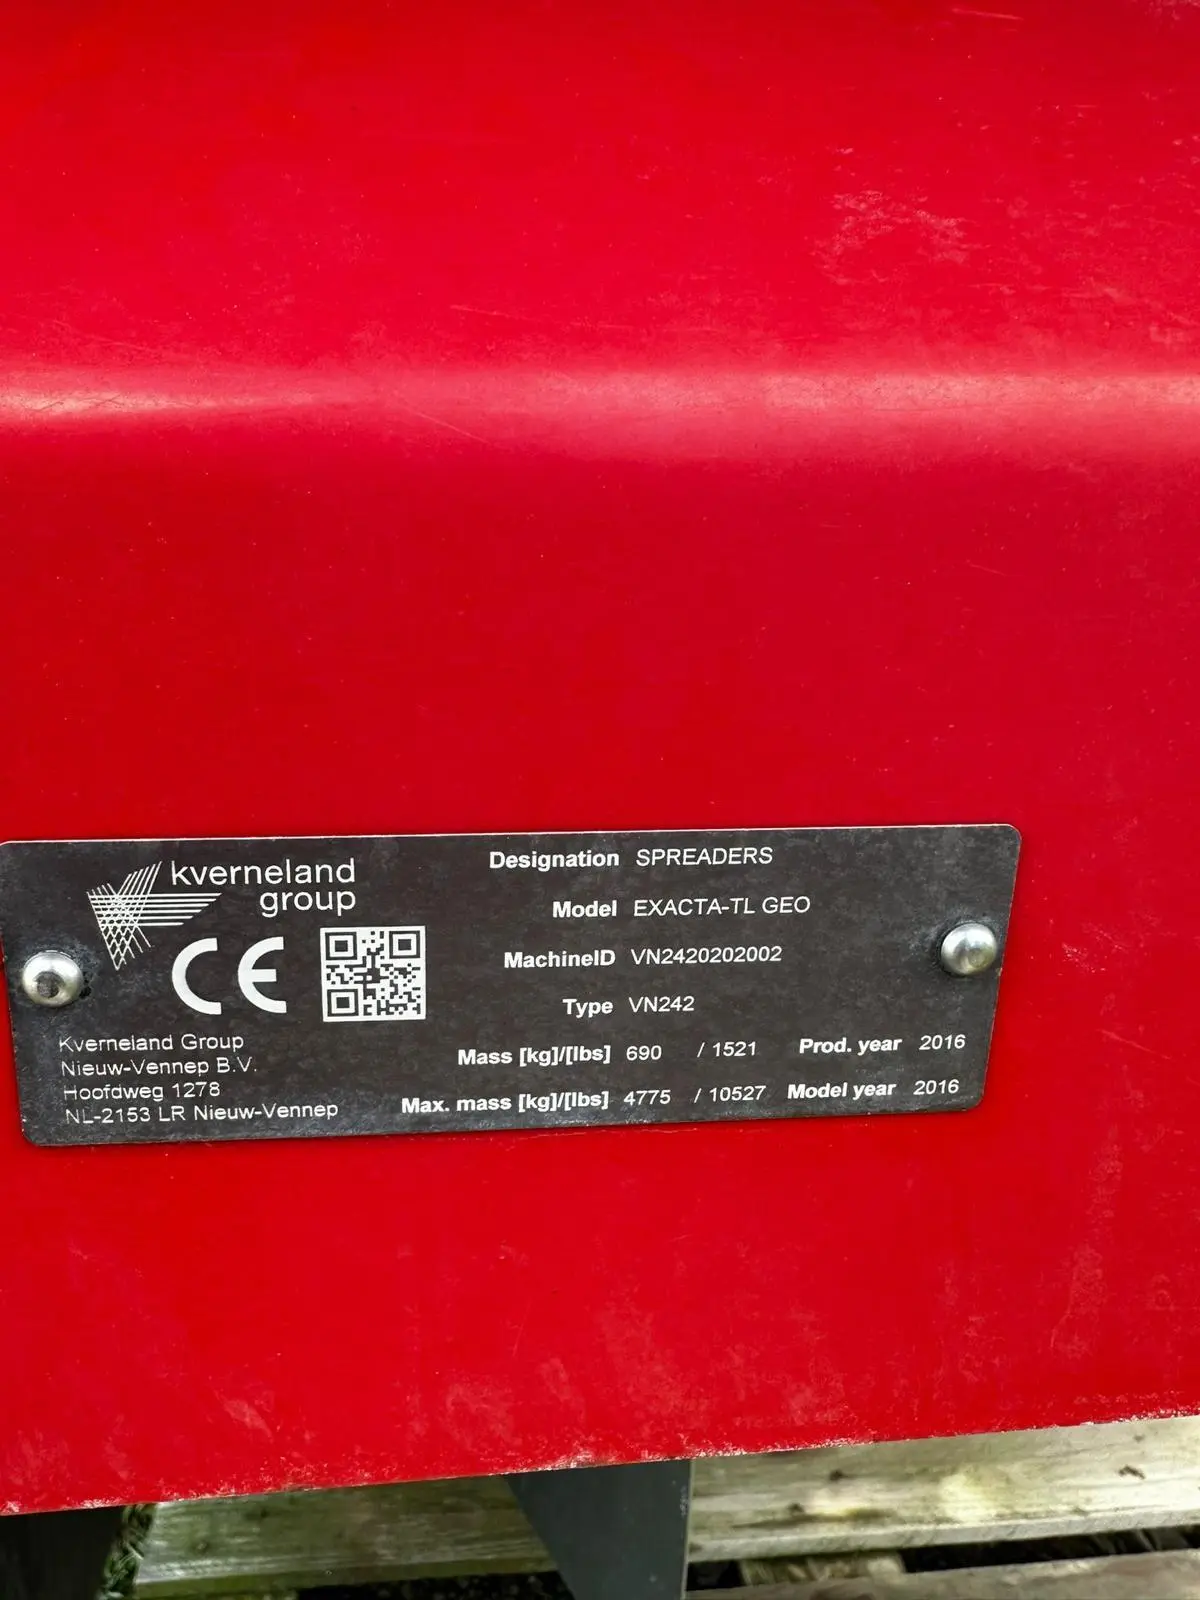 kverneland
group
CE
Kverneland Group
Nieuw-Vennep B.V.
Hoofdweg 1278
NL-2153 LR Nieuw-Vennep
Designation SPREADERS
Model EXACTA-TL GEO
MachineID VN2420202002
Type VN242
Mass [kg]/[lbs] 690 / 1521 Prod. year 2016
Max. mass [kg]/[lbs] 4775 / 10527 Model year 2016